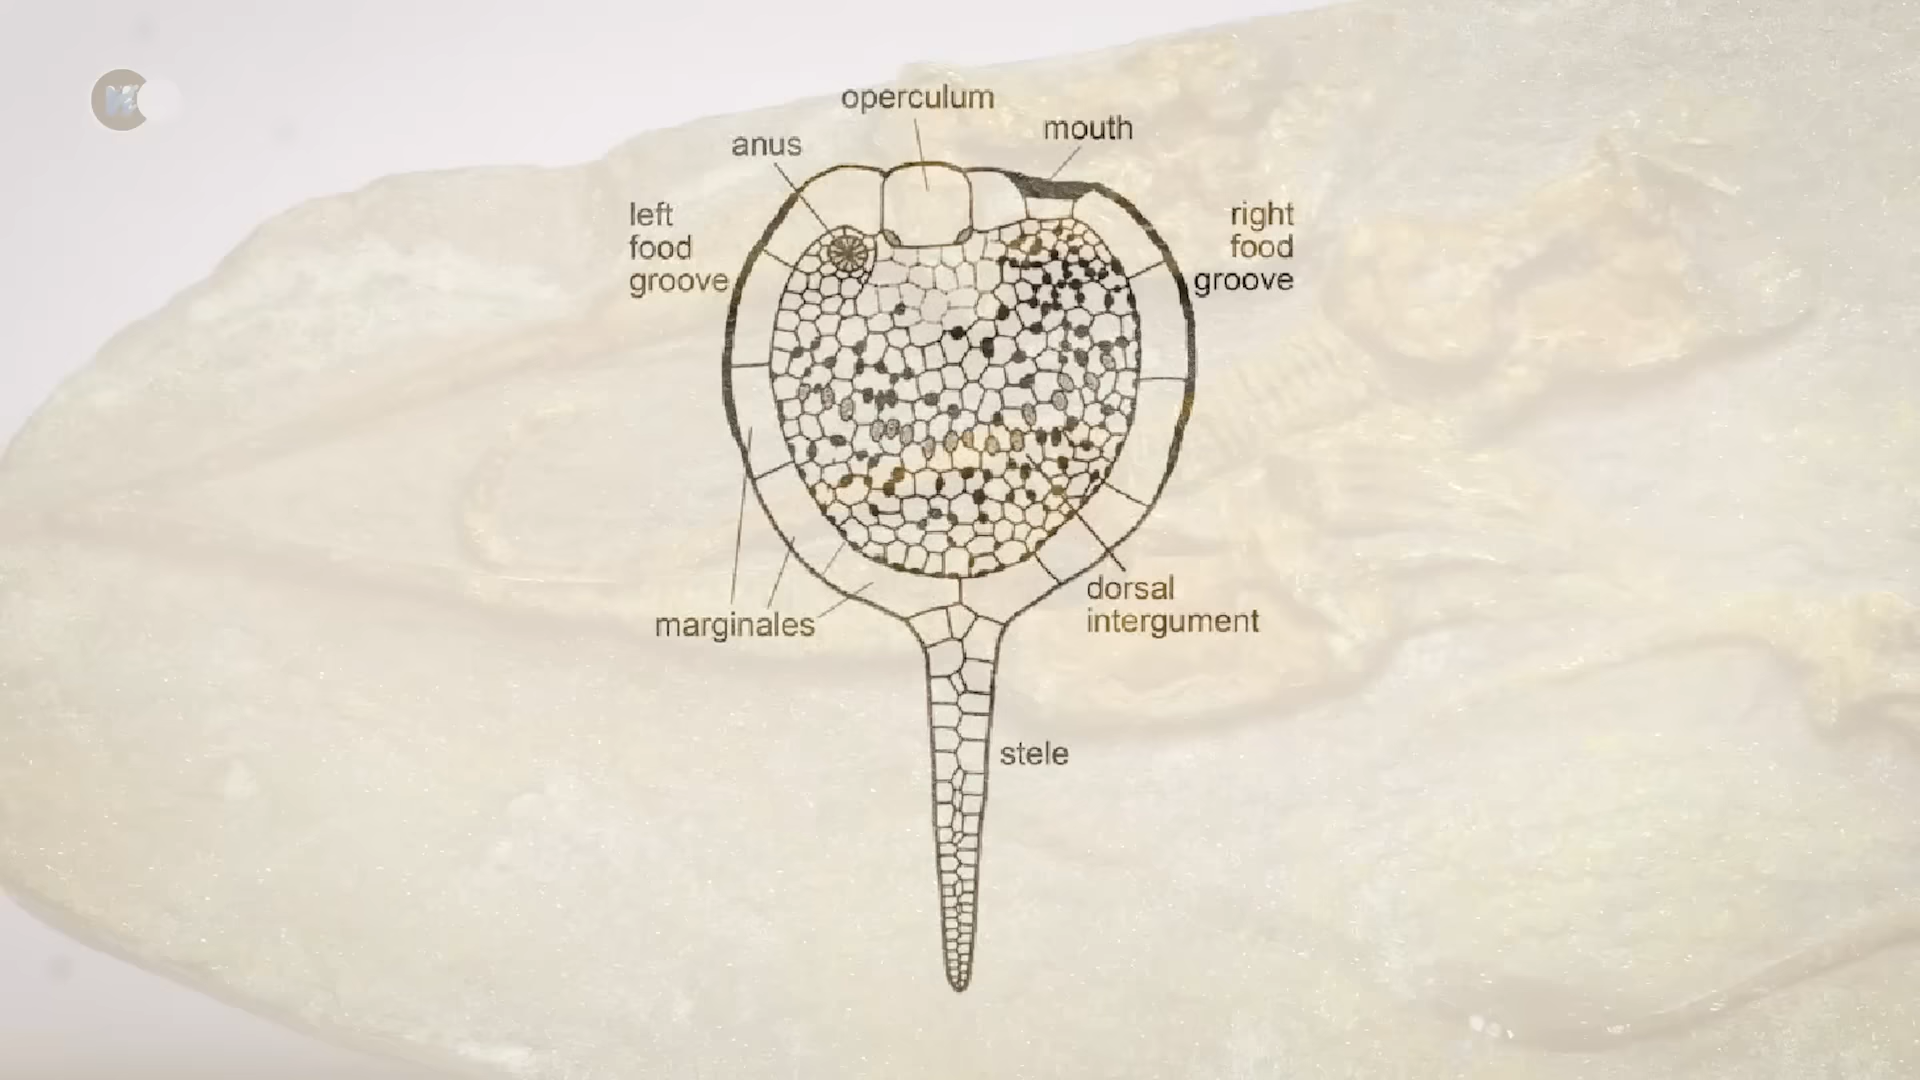 operculum
mouth
anus
left
food
groove
right
food
groove
dorsal
intergument
marginales
stele